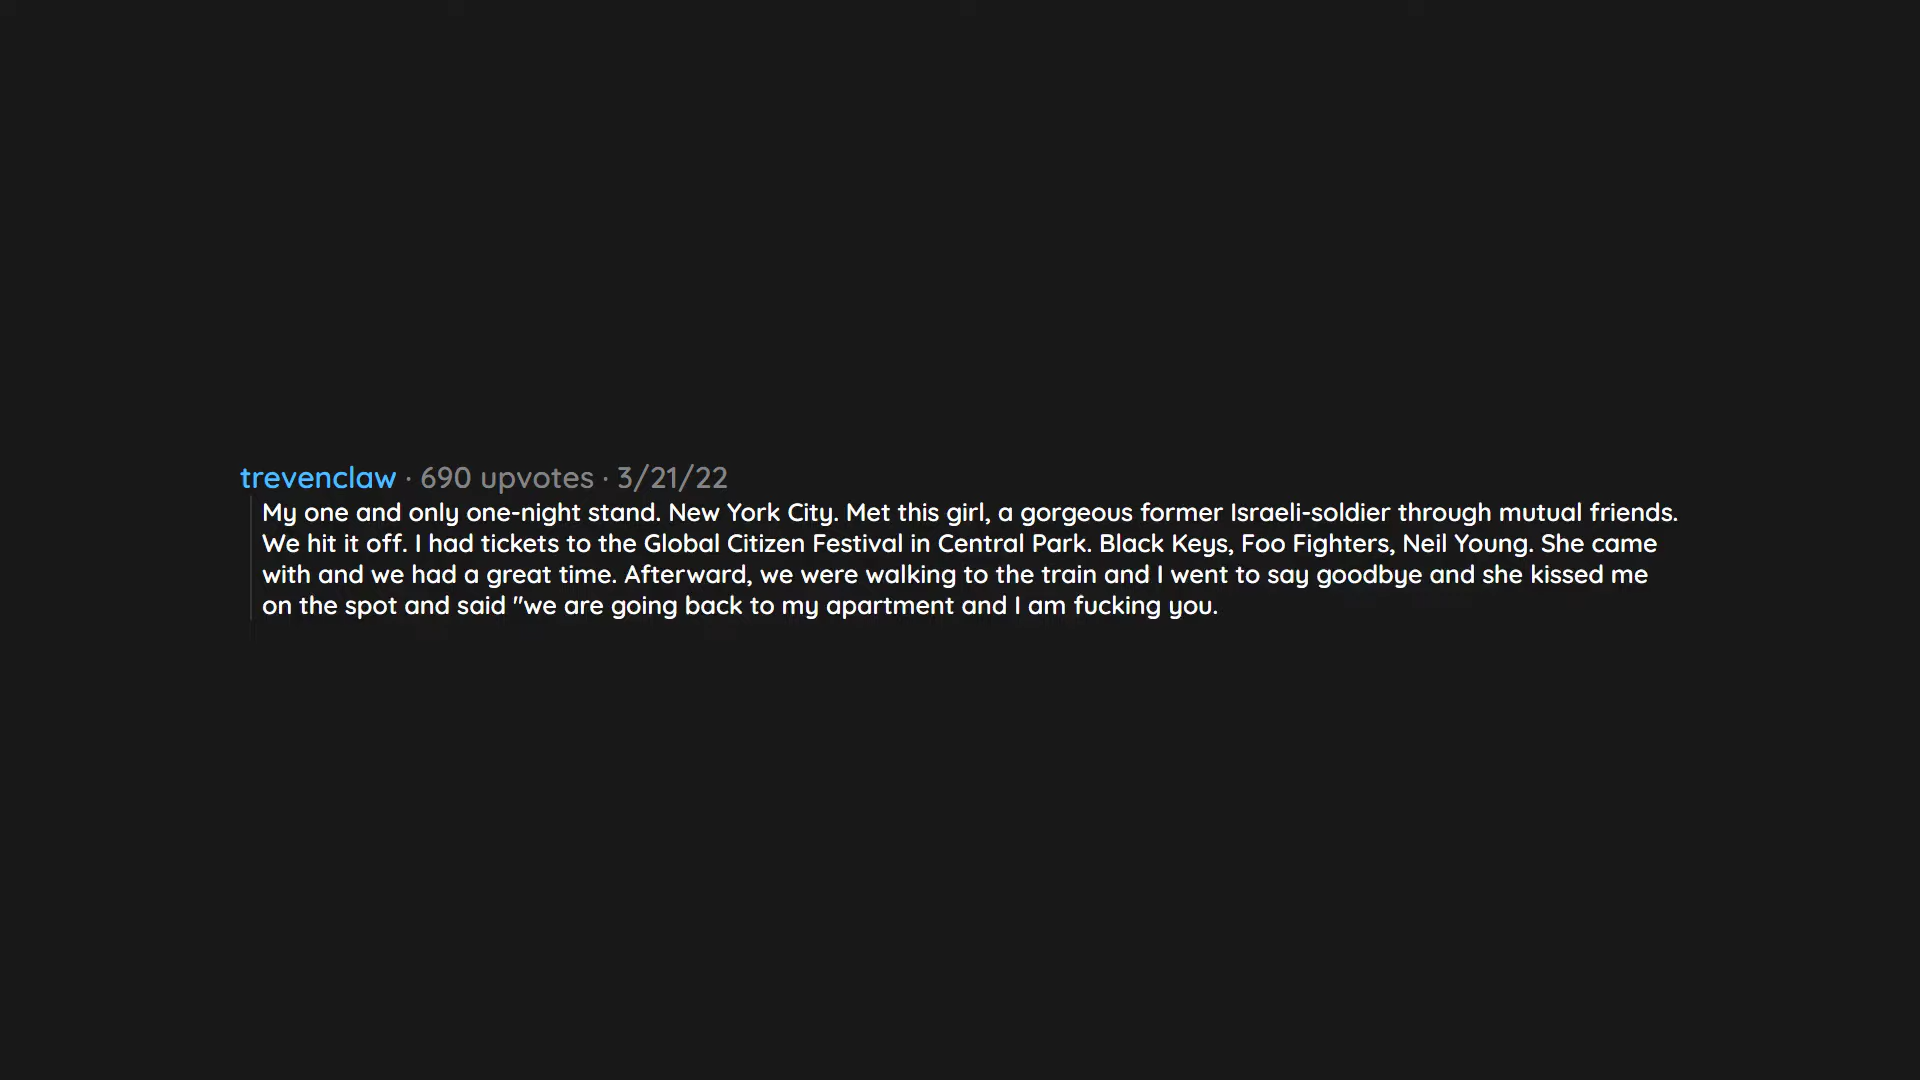 trevenclaw · 690 upvotes · 3/21/22
My one and only one-night stand. New York City. Met this girl, a gorgeous former Israeli-soldier through mutual friends.
We hit it off. I had tickets to the Global Citizen Festival in Central Park. Black Keys, Foo Fighters, Neil Young. She came
with and we had a great time. Afterward, we were walking to the train and I went to say goodbye and she kissed me
on the spot and said "we are going back to my apartment and I am fucking you.